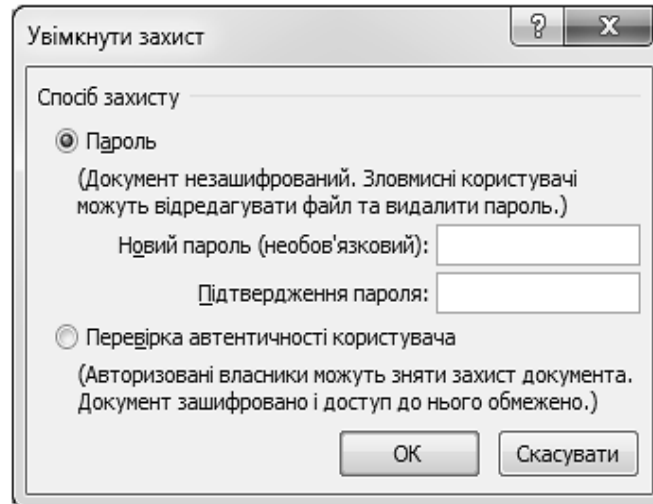 Увімкнути захист
Спосіб захисту
Пароль
(Документ незашифрований. Зловмисні користувачі
можуть відредагувати файл та видалити пароль.)
Новий пароль (необов'язковий):
Підтвердження пароля:
Перевірка автентичності користувача
(Авторизовані власники можуть зняти захист документа.
Документ зашифровано і доступ до нього обмежено.)
ОК Скасувати